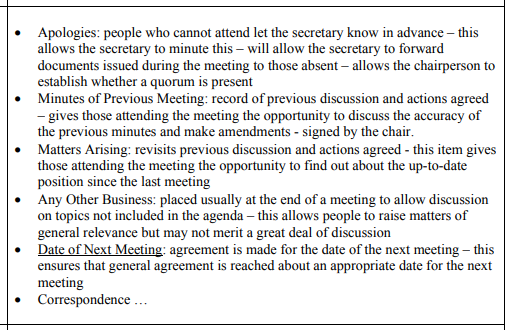 • Apologies: people who cannot attend let the secretary know in advance – this
allows the secretary to minute this – will allow the secretary to forward
documents issued during the meeting to those absent – allows the chairperson to
establish whether a quorum is present
• Minutes of Previous Meeting: record of previous discussion and actions agreed
– gives those attending the meeting the opportunity to discuss the accuracy of
the previous minutes and make amendments - signed by the chair.
• Matters Arising: revisits previous discussion and actions agreed - this item gives
those attending the meeting the opportunity to find out about the up-to-date
position since the last meeting
• Any Other Business: placed usually at the end of a meeting to allow discussion
on topics not included in the agenda – this allows people to raise matters of
general relevance but may not merit a great deal of discussion
• Date of Next Meeting: agreement is made for the date of the next meeting – this
ensures that general agreement is reached about an appropriate date for the next
meeting
• Correspondence …